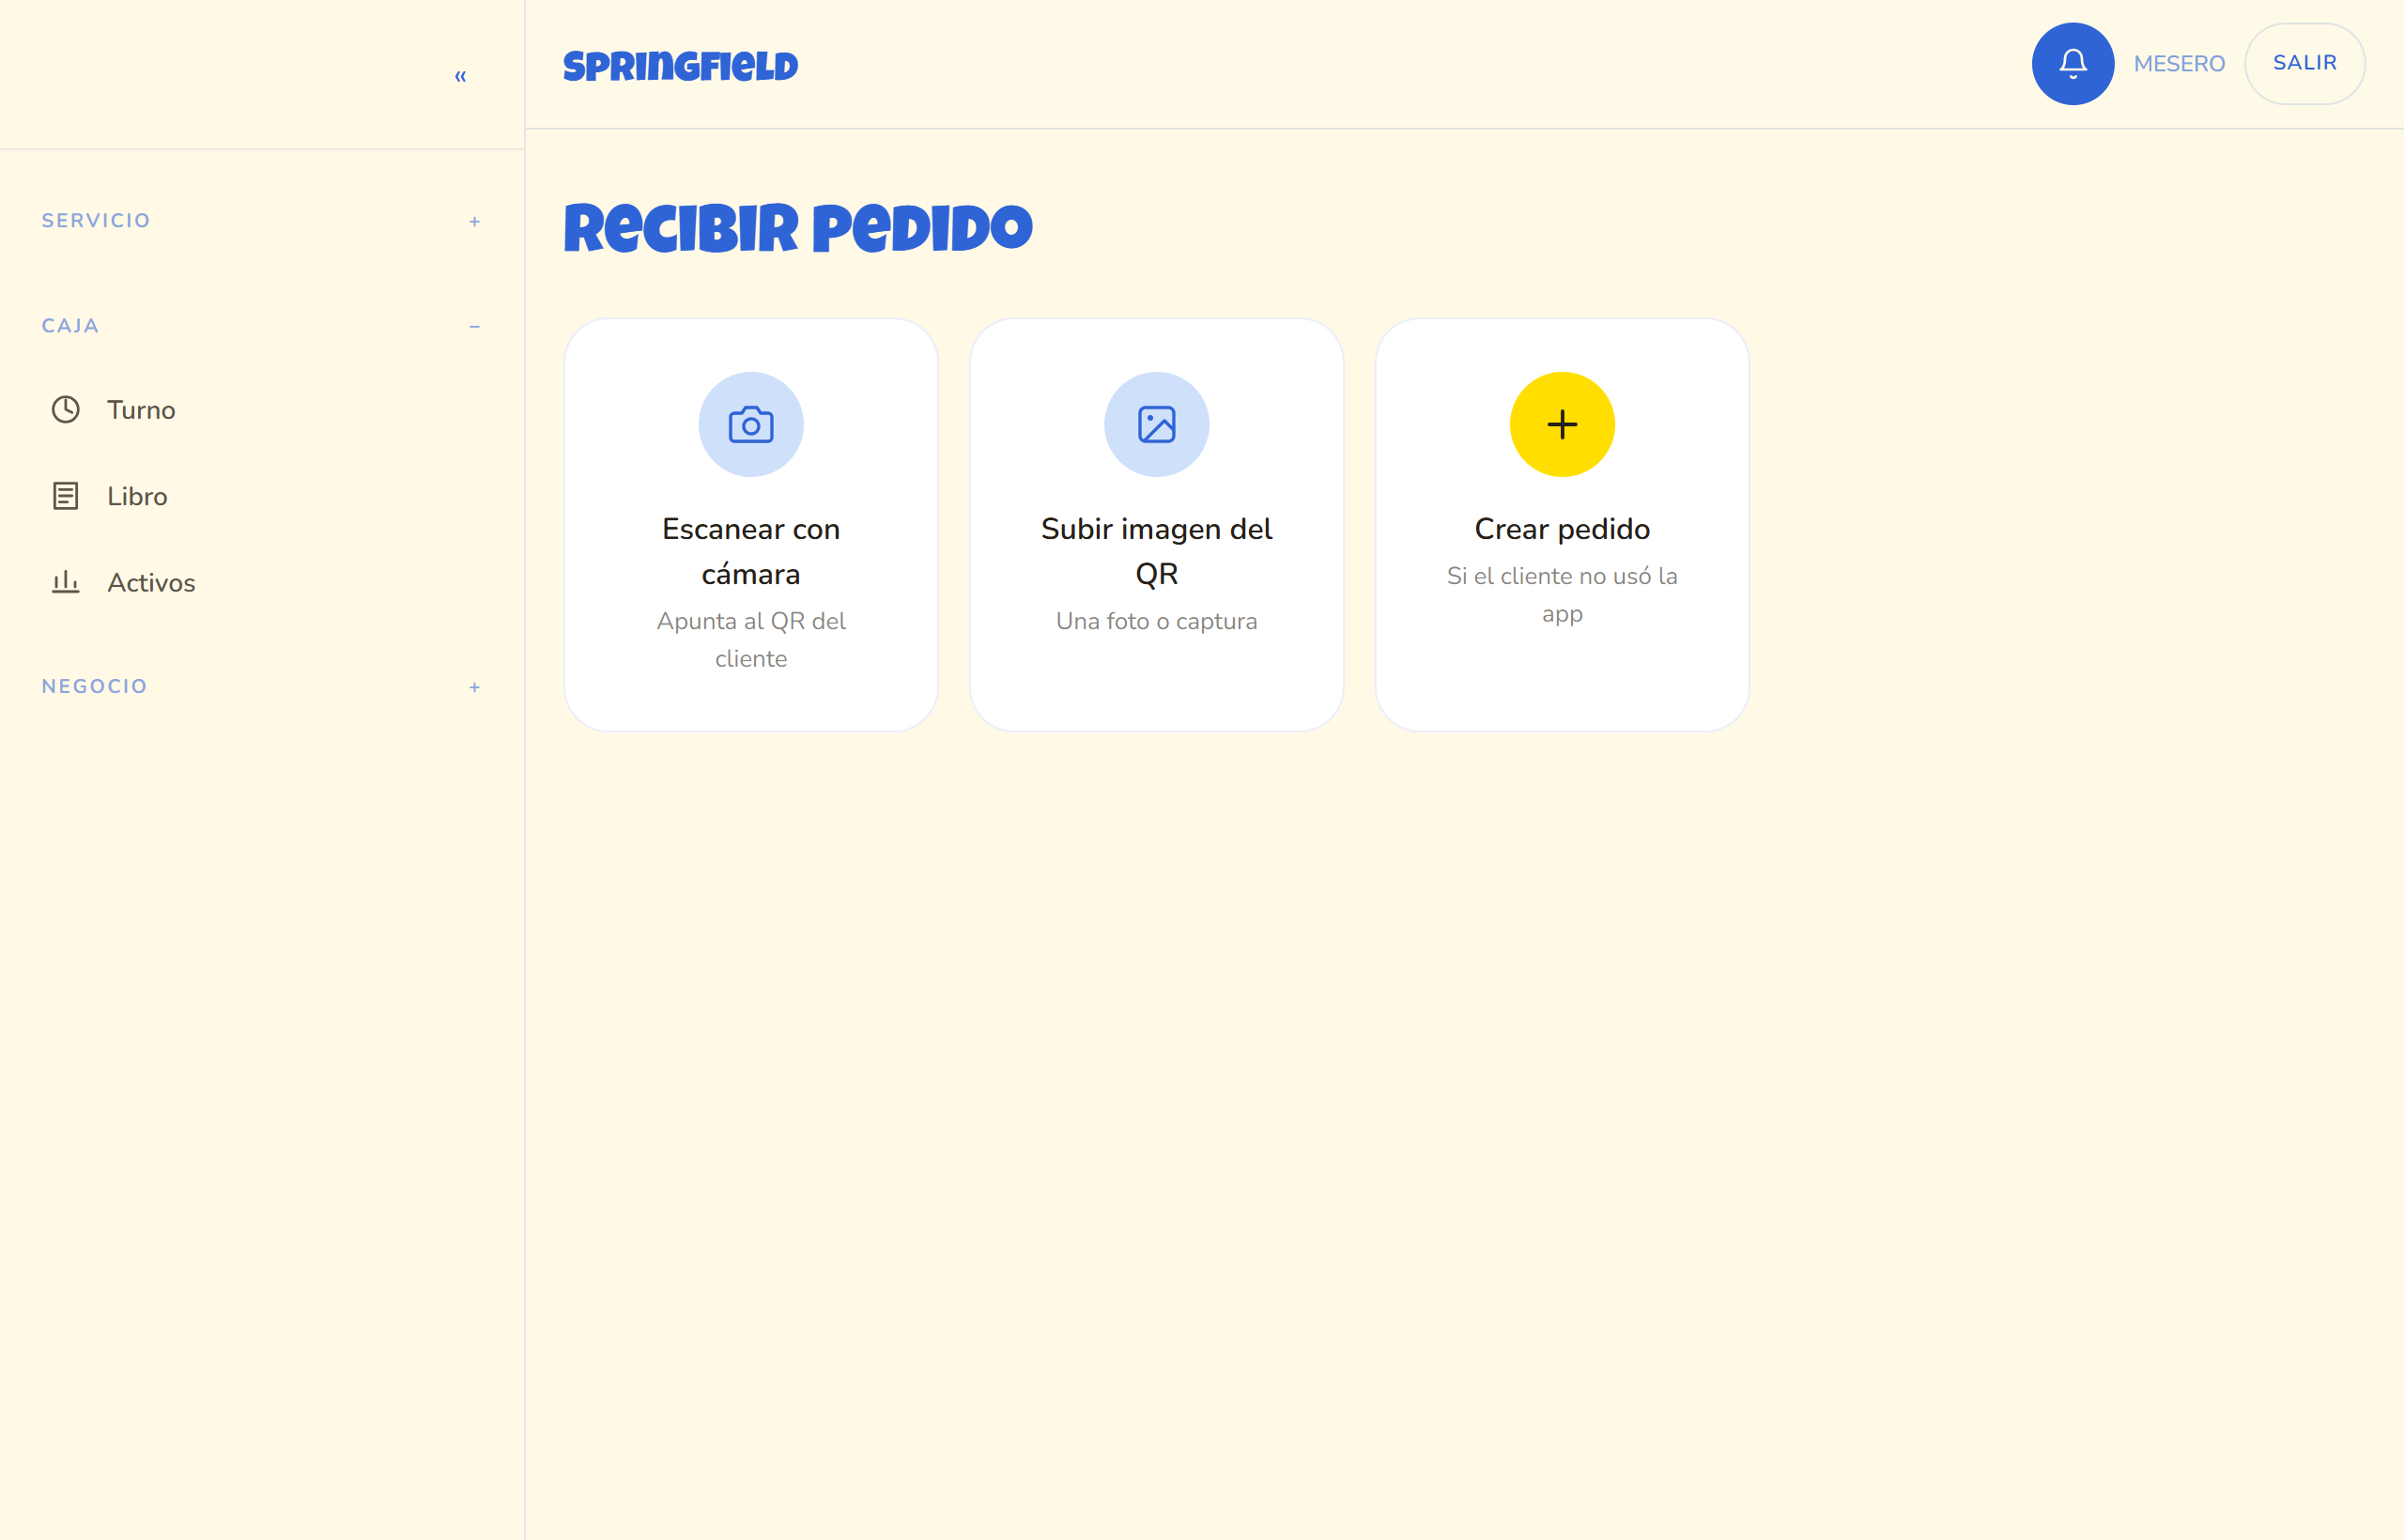 «
SPRINGFIELD
MESERO
SALIR
SERVICIO +
CAJA −
Turno
Libro
Activos
NEGOCIO +
RECIBIR PEDIDO
Escanear con
cámara
Apunta al QR del
cliente
Subir imagen del
QR
Una foto o captura
Crear pedido
Si el cliente no usó la
app